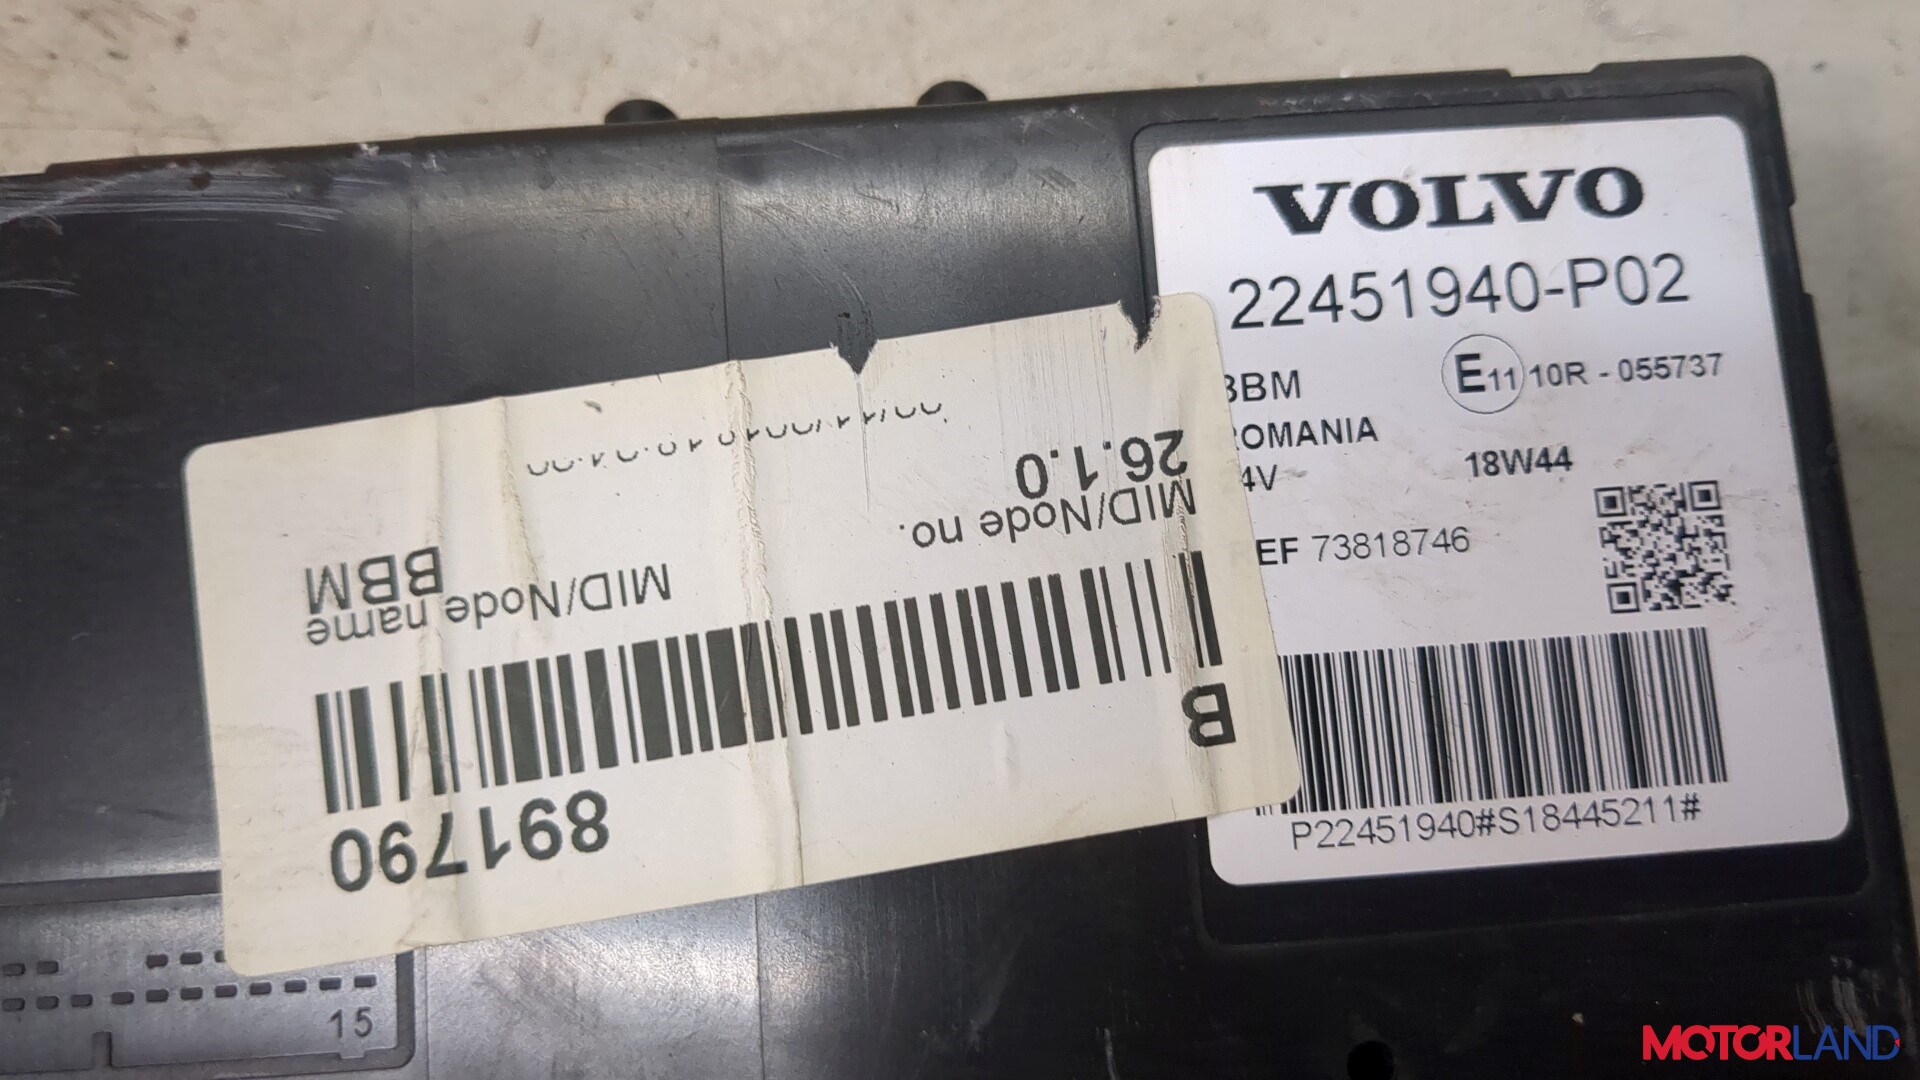 VOLVO
22451940-P02
BBM
E11 10R - 055737
ROMANIA
4V
18W44
EF 73818746
P22451940#S18445211#
26.1.0
MID/Node no.
BBM
MID/Node name
B
891790
15
MOTORLAND